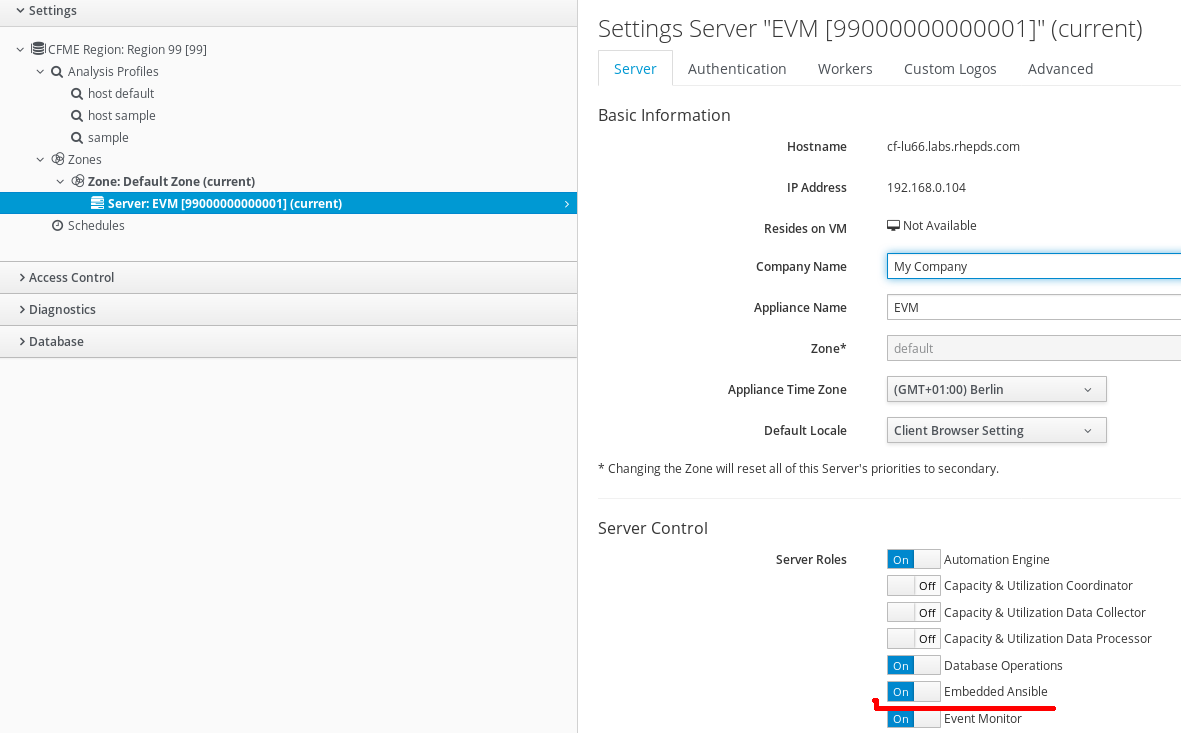 Settings
CFME Region: Region 99 [99]
Analysis Profiles
host default
host sample
sample
Zones
Zone: Default Zone (current)
Server: EVM [99000000000001] (current)
Schedules
Access Control
Diagnostics
Database
Settings Server "EVM [99000000000001]" (current)
Server Authentication Workers Custom Logos Advanced
Basic Information
Hostname cf-lu66.labs.rhepds.com
IP Address 192.168.0.104
Resides on VM Not Available
Company Name My Company
Appliance Name EVM
Zone* default
Appliance Time Zone (GMT+01:00) Berlin
Default Locale Client Browser Setting
* Changing the Zone will reset all of this Server's priorities to secondary.
Server Control
Server Roles On Automation Engine
Off Capacity & Utilization Coordinator
Off Capacity & Utilization Data Collector
Off Capacity & Utilization Data Processor
On Database Operations
On Embedded Ansible
On Event Monitor